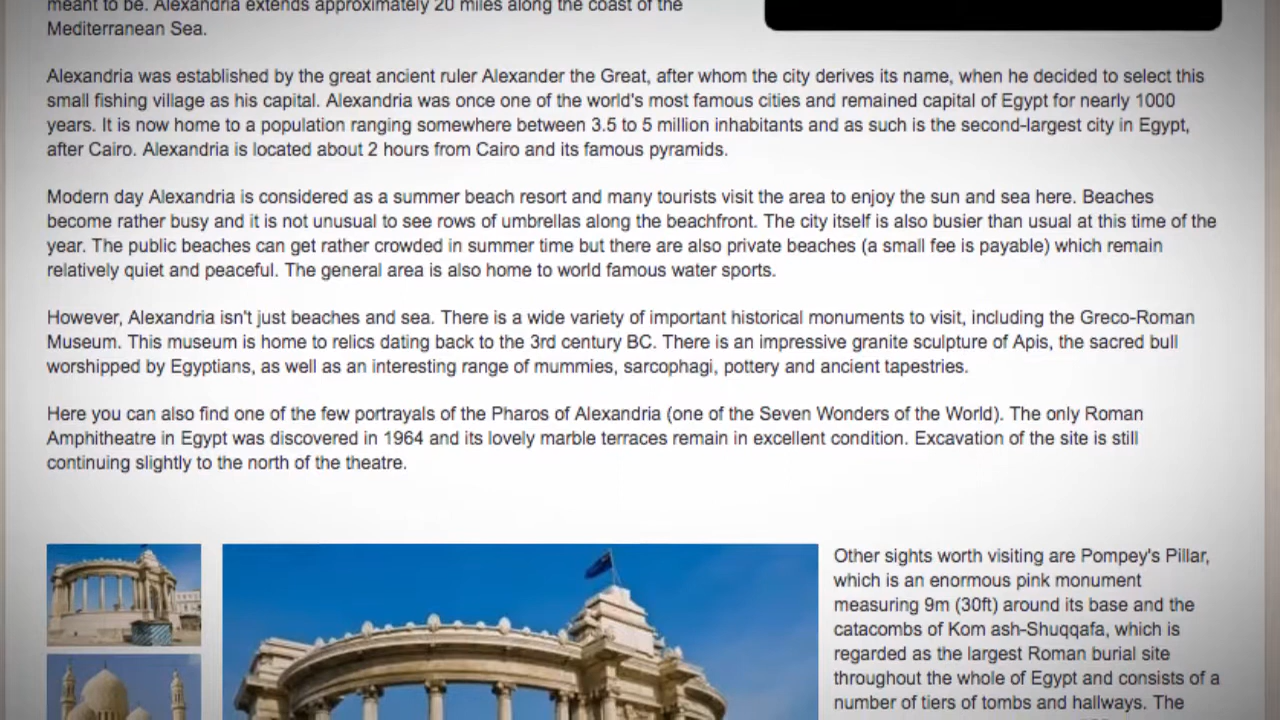 meant to be. Alexandria extends approximately 20 miles along the coast of the
Mediterranean Sea.
Alexandria was established by the great ancient ruler Alexander the Great, after whom the city derives its name, when he decided to select this
small fishing village as his capital. Alexandria was once one of the world's most famous cities and remained capital of Egypt for nearly 1000
years. It is now home to a population ranging somewhere between 3.5 to 5 million inhabitants and as such is the second-largest city in Egypt,
after Cairo. Alexandria is located about 2 hours from Cairo and its famous pyramids.
Modern day Alexandria is considered as a summer beach resort and many tourists visit the area to enjoy the sun and sea here. Beaches
become rather busy and it is not unusual to see rows of umbrellas along the beachfront. The city itself is also busier than usual at this time of the
year. The public beaches can get rather crowded in summer time but there are also private beaches (a small fee is payable) which remain
relatively quiet and peaceful. The general area is also home to world famous water sports.
However, Alexandria isn't just beaches and sea. There is a wide variety of important historical monuments to visit, including the Greco-Roman
Museum. This museum is home to relics dating back to the 3rd century BC. There is an impressive granite sculpture of Apis, the sacred bull
worshipped by Egyptians, as well as an interesting range of mummies, sarcophagi, pottery and ancient tapestries.
Here you can also find one of the few portrayals of the Pharos of Alexandria (one of the Seven Wonders of the World). The only Roman
Amphitheatre in Egypt was discovered in 1964 and its lovely marble terraces remain in excellent condition. Excavation of the site is still
continuing slightly to the north of the theatre.
Other sights worth visiting are Pompey's Pillar,
which is an enormous pink monument
measuring 9m (30ft) around its base and the
catacombs of Kom ash-Shuqqafa, which is
regarded as the largest Roman burial site
throughout the whole of Egypt and consists of a
number of tiers of tombs and hallways. The